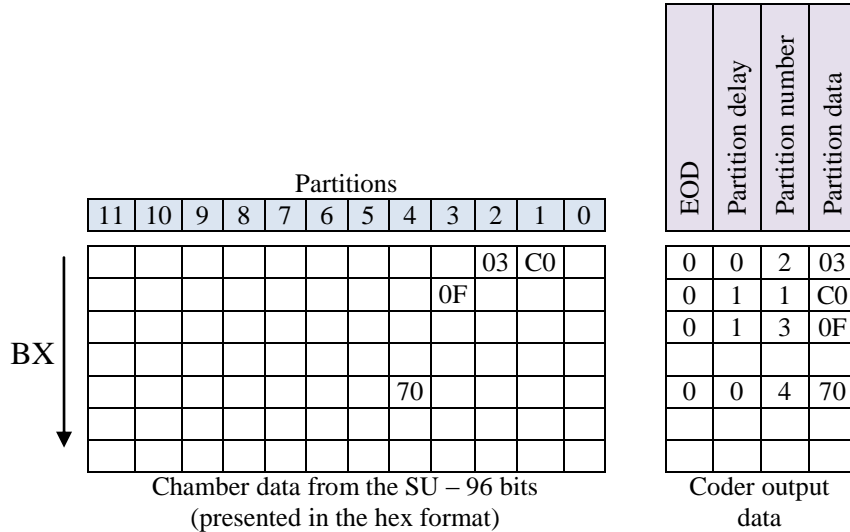 EOD
Partition delay
Partition number
Partition data
Partitions
11 10 9 8 7 6 5 4 3 2 1 0
BX
03 C0
0 0 2 03
0F
0 1 1 C0
0 1 3 0F
70
0 0 4 70
Chamber data from the SU – 96 bits
(presented in the hex format)
Coder output
data